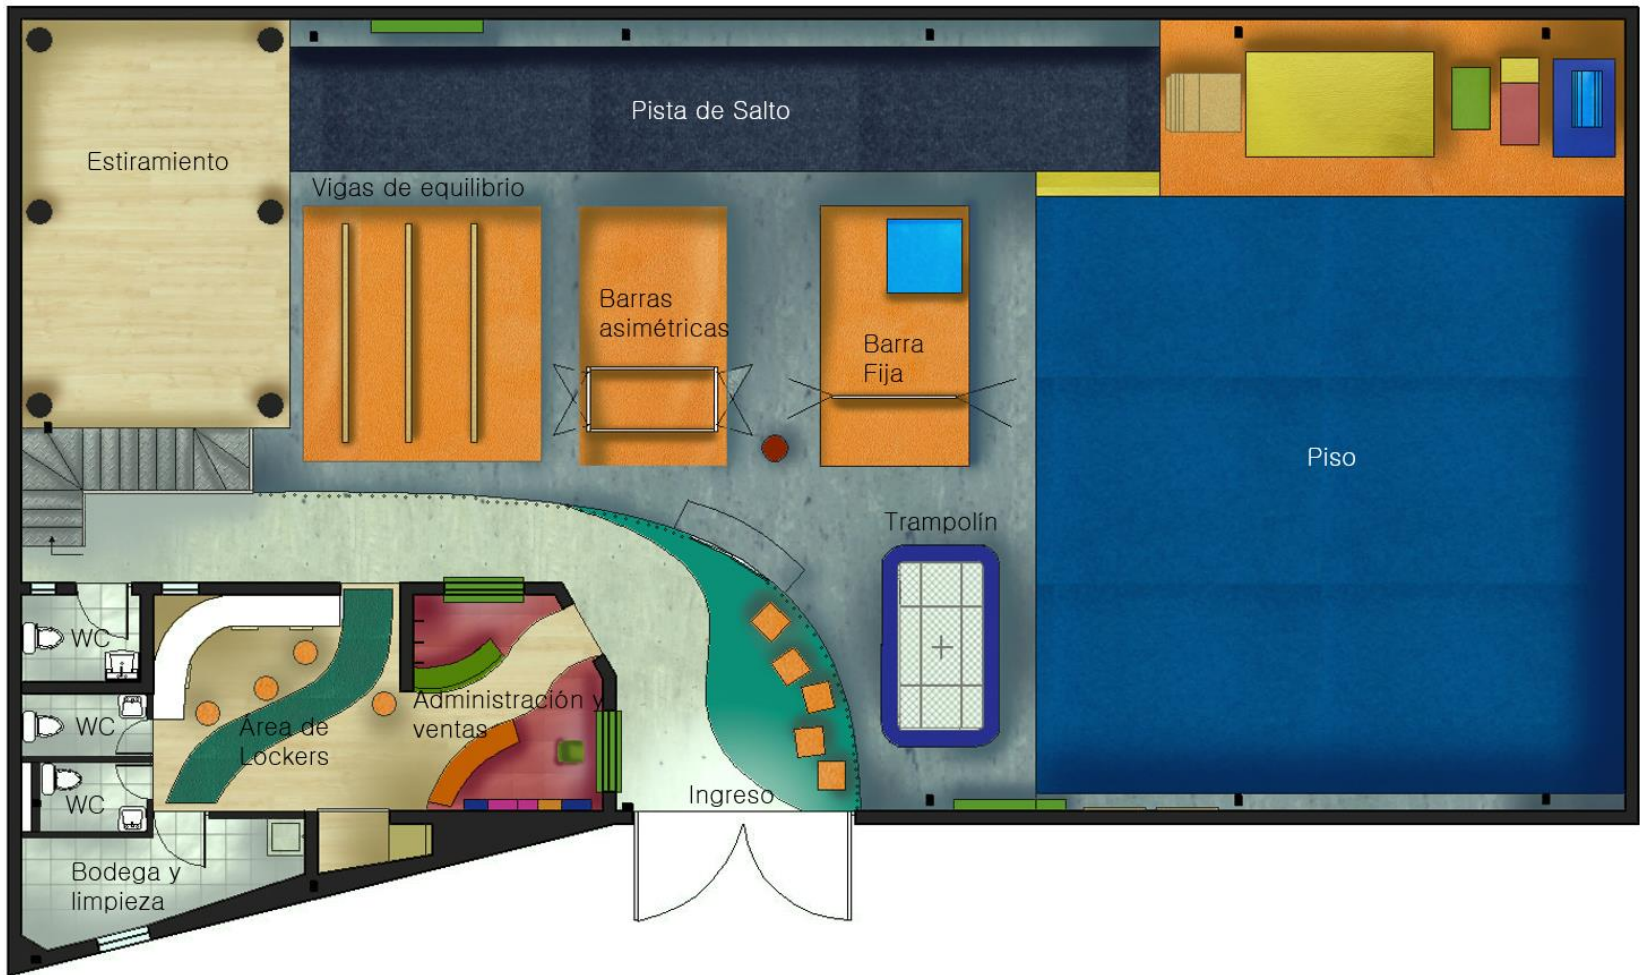 Pista de Salto
Estiramiento
Vigas de equilibrio
Barras
asimétricas
Barra
Fija
Piso
Trampolín
WC
Administración y
ventas
WC
Área de
Lockers
WC
Ingreso
Bodega y
limpieza